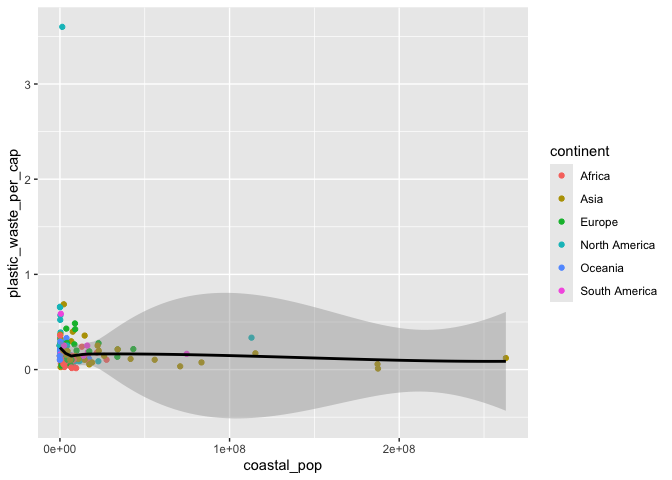 3
2
1
0
plastic_waste_per_cap
0e+00
1e+08
2e+08
coastal_pop
continent
Africa
Asia
Europe
North America
Oceania
South America